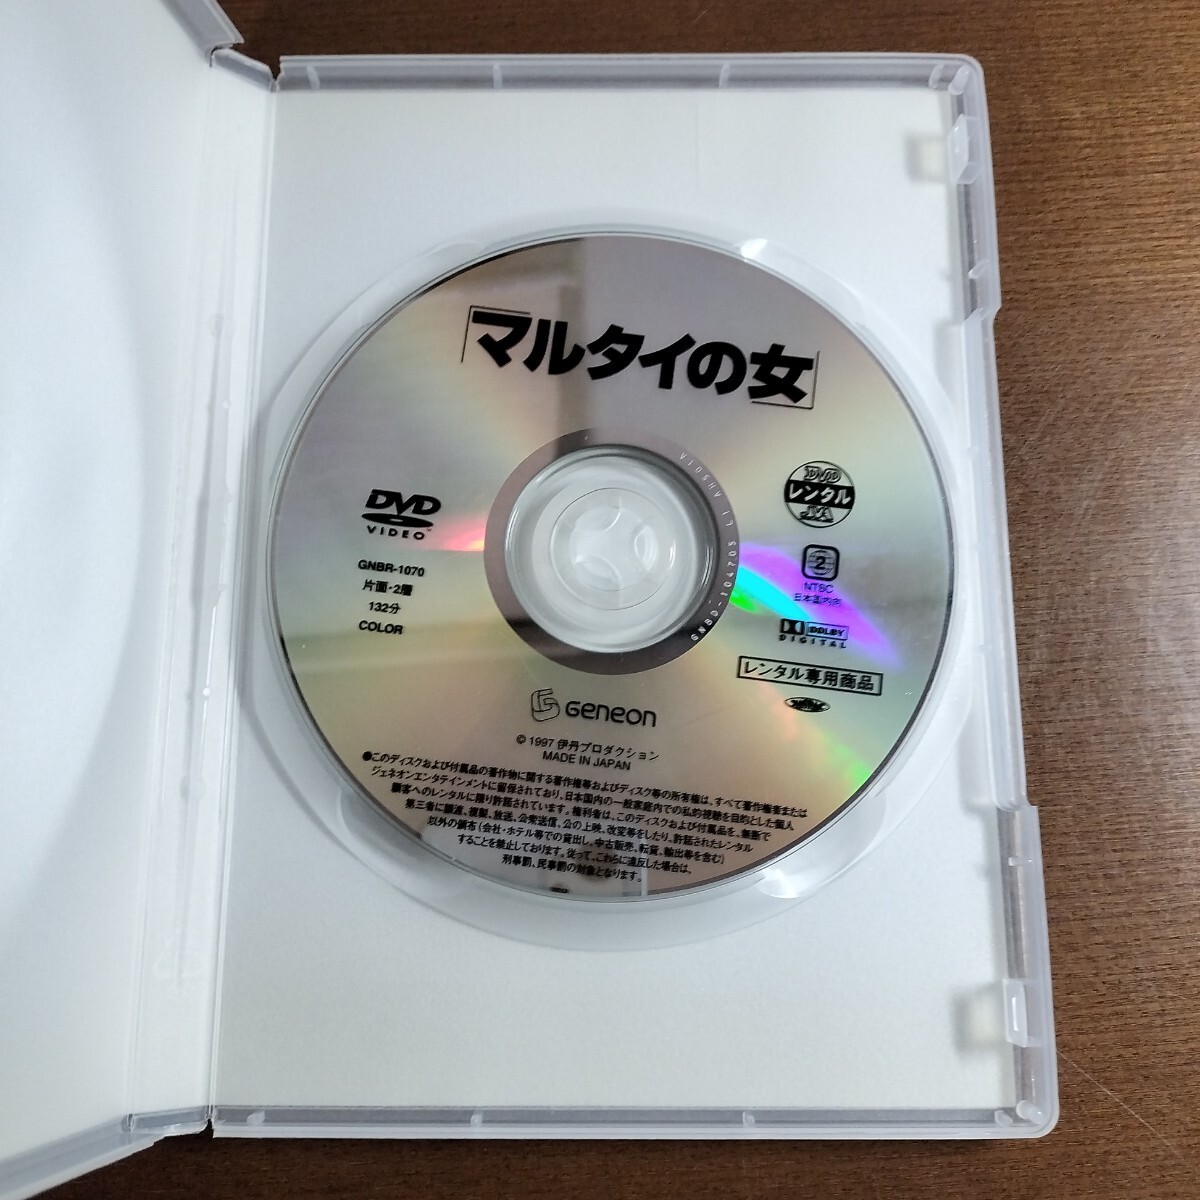 マルタイの女
DVD
VIDEO™
GNBR-1070
片面・2層
132分
COLOR
DVD
レンタル
2
NTSC
日本国内向
DOLBY
DIGITAL
レンタル専用商品
GENEON
© 1997 伊丹プロダクション
MADE IN JAPAN
●このディスクおよび付属品の著作物に関する著作権等およびディスク等の所有権は、すべて著作権者または
ジェネオンエンタテインメントに留保されており、日本国内の一般家庭内での私的視聴を目的とした個人
顧客へのレンタルに限り許諾されています。権利者は、このディスクおよび付属品を、無断で
第三者に譲渡、複製、放送、公衆送信、公の上映、改変等をしたり、許諾されたレンタル
以外の頒布(会社・ホテル等での貸出し、中古販売、転貸、輸出等を含む)
することを禁止しております。従って、これらに違反した場合は、
刑事罰、民事罰の対象となります。